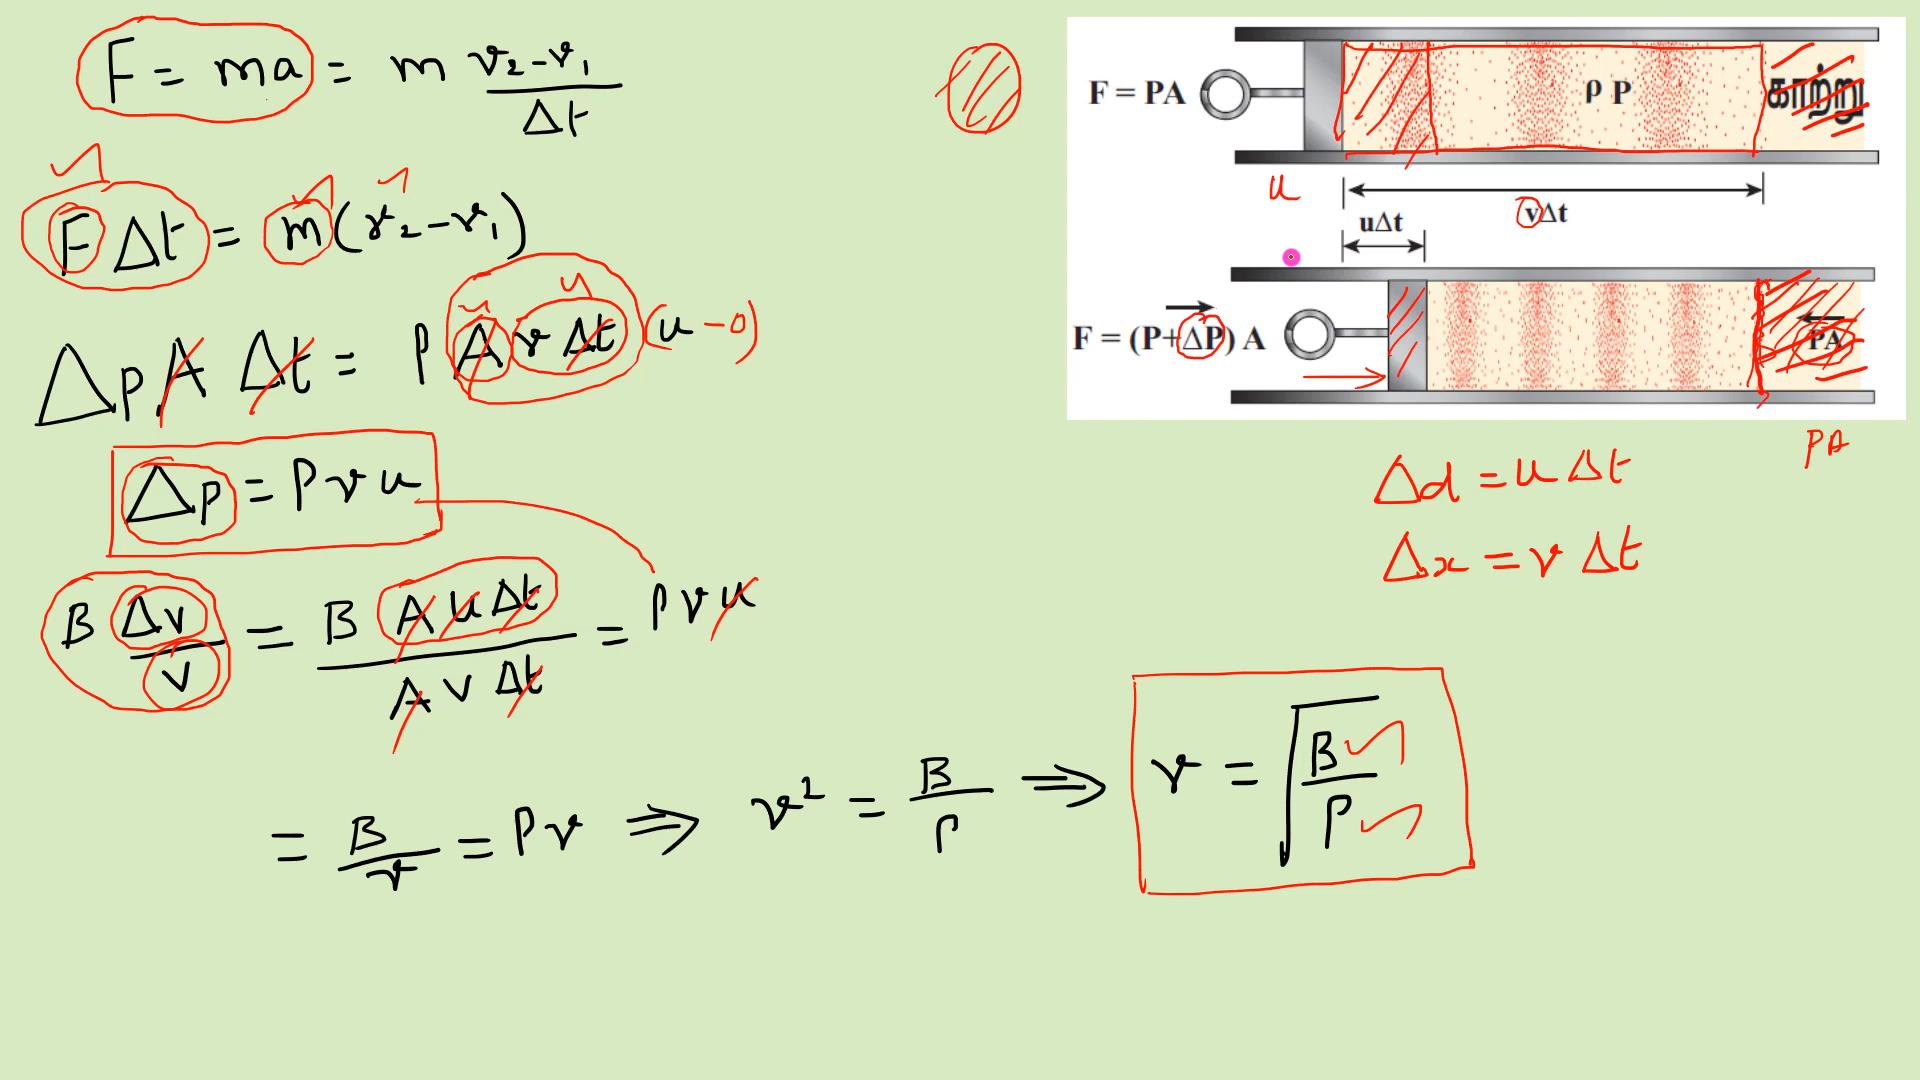 F = ma = m (v₂ – v₁)/Δt
F Δt = m (v₂ – v₁)
Δp A Δt = ρ A v Δt (u – 0)
Δp = ρ v u
B Δv/v = B A u Δt / A v Δt = ρ v u
= B/v = ρ v ⇒ v² = B/ρ ⇒ v = √(B/ρ)
F = PA
ρ P
காற்று
u
vΔt
uΔt
F = (P+ΔP) A
PA
PA
Δd = u Δt
Δx = v Δt